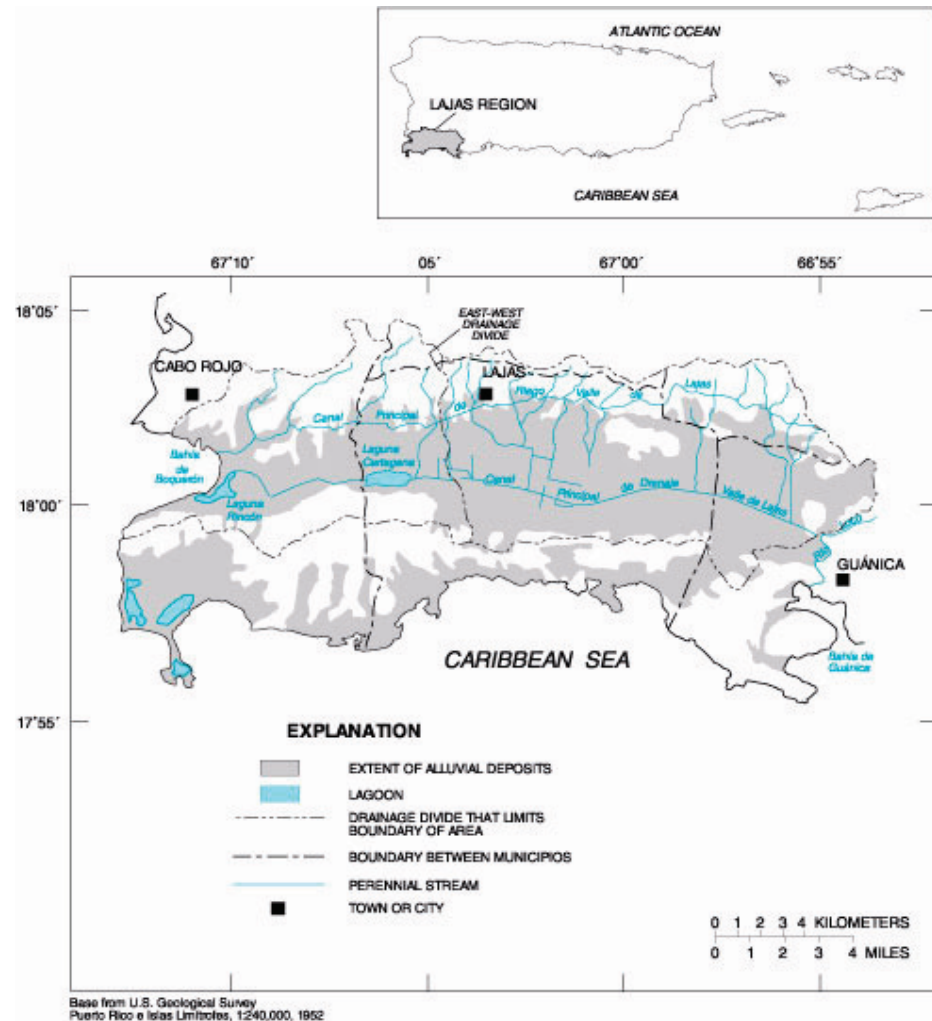 ATLANTIC OCEAN
LAJAS REGION
CARIBBEAN SEA
67°10′
05′
67°00′
66°55′
18°05′
EAST-WEST
DRAINAGE
DIVIDE
CABO ROJO
LAJAS
Canal Principal de Riego Valle de Lajas
Bahía
de
Boquerón
Laguna
Cartagena
Laguna
Rincón
Canal Principal de Drenaje Valle de Lajas
18°00′
Río Loco
GUÁNICA
CARIBBEAN SEA
Bahía de
Guánica
17°55′
EXPLANATION
EXTENT OF ALLUVIAL DEPOSITS
LAGOON
DRAINAGE DIVIDE THAT LIMITS
BOUNDARY OF AREA
BOUNDARY BETWEEN MUNICIPIOS
PERENNIAL STREAM
TOWN OR CITY
0 1 2 3 4 KILOMETERS
0 1 2 3 4 MILES
Base from U.S. Geological Survey
Puerto Rico e Islas Limítrofes, 1:240,000, 1952